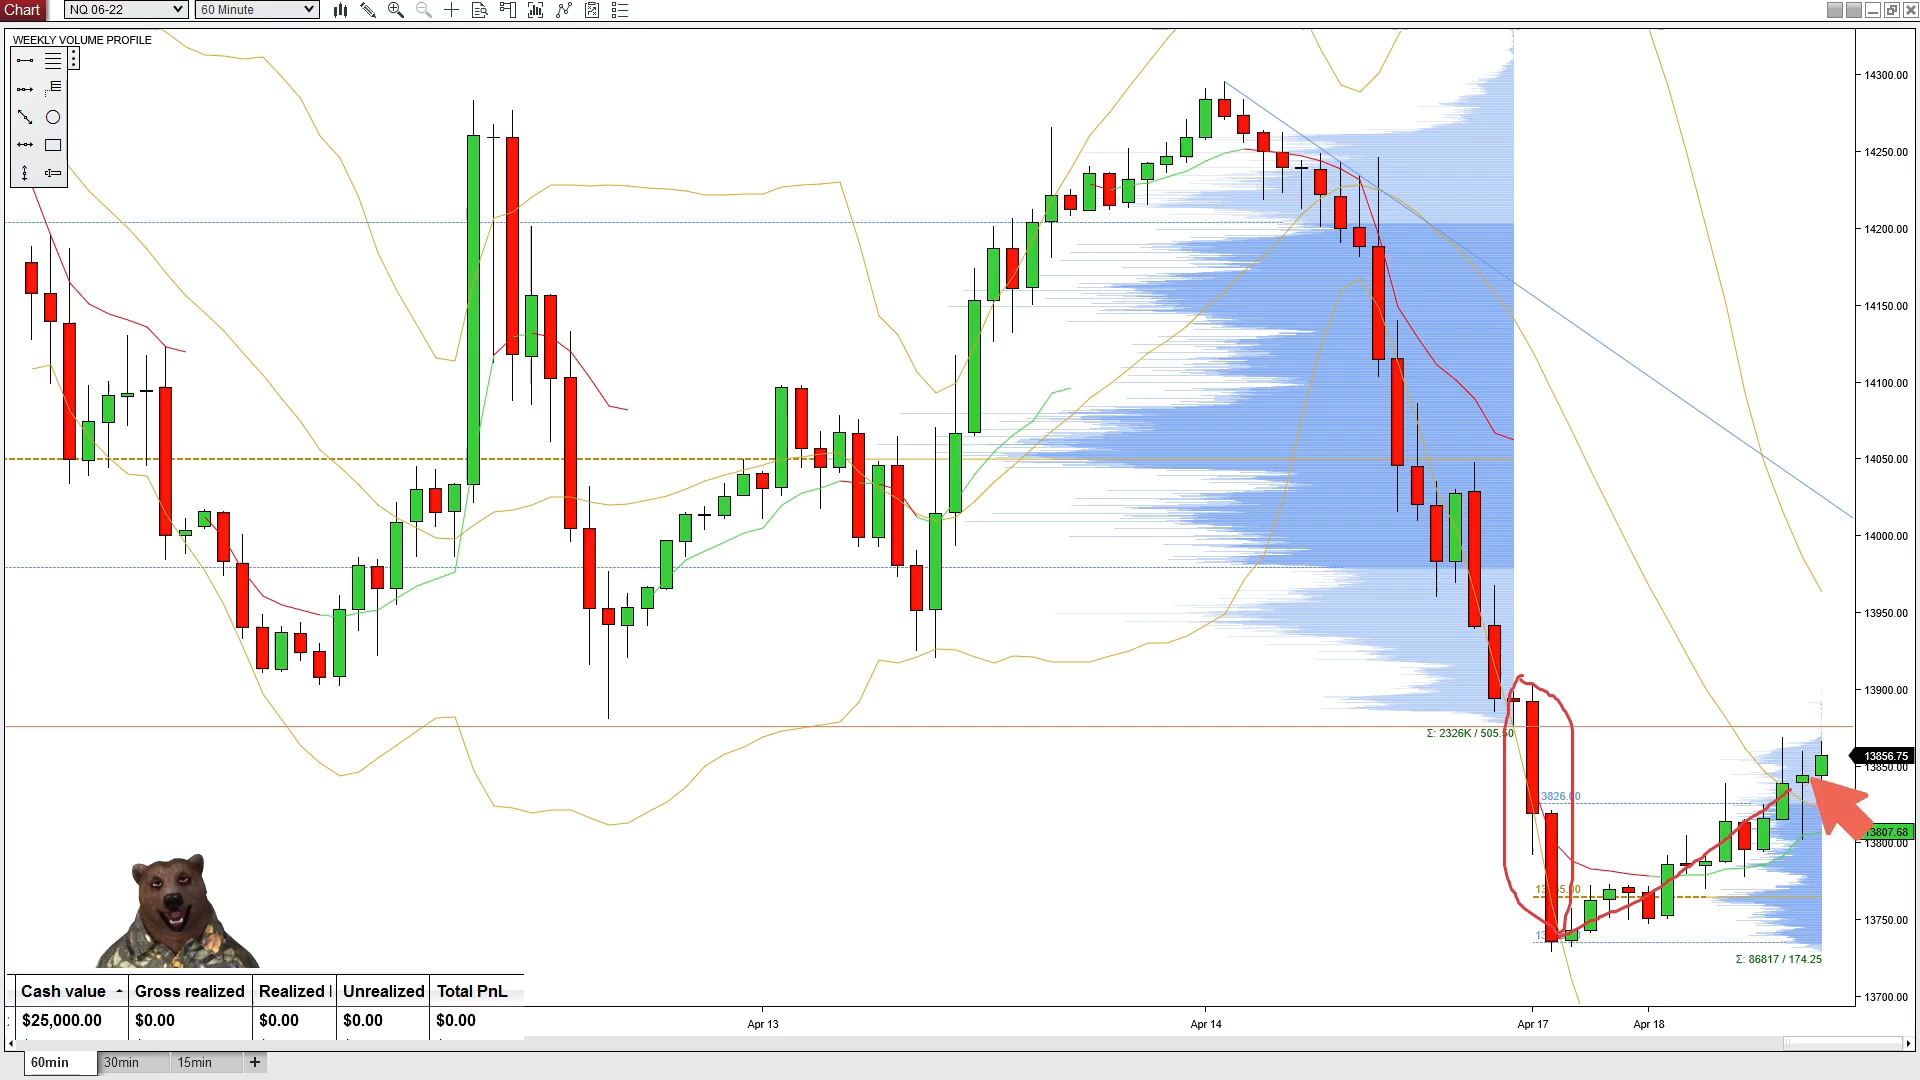 Chart NQ 06-22 60 Minute
WEEKLY VOLUME PROFILE
14300.00
14250.00
14200.00
14150.00
14100.00
14050.00
14000.00
13950.00
13900.00
Σ: 2326K / 505.50
13856.75
13850.00
3826.00
13807.68
13800.00
13750.00
Σ: 86817 / 174.25
13700.00
Cash value Gross realized Realized Unrealized Total PnL
$25,000.00 $0.00 $0.00 $0.00 $0.00
Apr 13 Apr 14 Apr 17 Apr 18
60min 30min 15min +